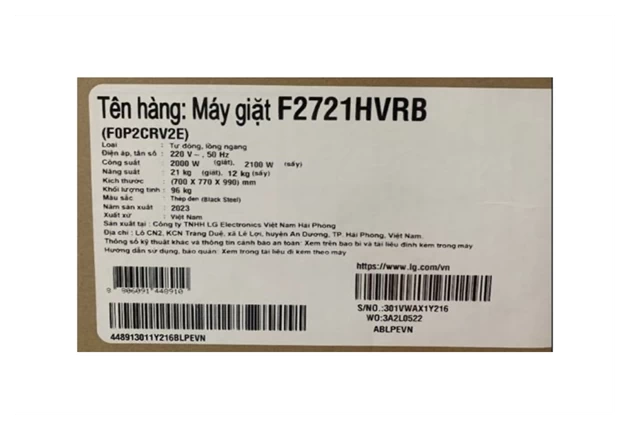 Tên hàng: Máy giặt F2721HVRB
(F0P2CRV2E)
Loại : Tự động, lồng ngang
Điện áp, tần số : 220 V~, 50 Hz
Công suất : 2000 W (giặt), 2100 W (sấy)
Năng suất : 21 kg (giặt), 12 kg (sấy)
Kích thước : (700 X 770 X 990) mm
Khối lượng tịnh : 96 kg
Màu sắc : Thép đen (Black Steel)
Năm sản xuất : 2023
Xuất xứ : Việt Nam
Sản xuất tại : Công ty TNHH LG Electronics Việt Nam Hải Phòng
Địa chỉ : Lô CN2, KCN Tràng Duệ, xã Lê Lợi, huyện An Dương, TP. Hải Phòng, Việt Nam.
Thông số kỹ thuật khác và thông tin cảnh báo an toàn: Xem trên bao bì và tài liệu đính kèm trong máy
Hướng dẫn sử dụng, bảo quản: Xem trong tài liệu đi kèm theo máy
https://www.lg.com/vn
8 806091 440910
S/NO.:301VWAX1Y216
WO:3A2L0522
ABLPEVN
448913011Y216BLPEVN